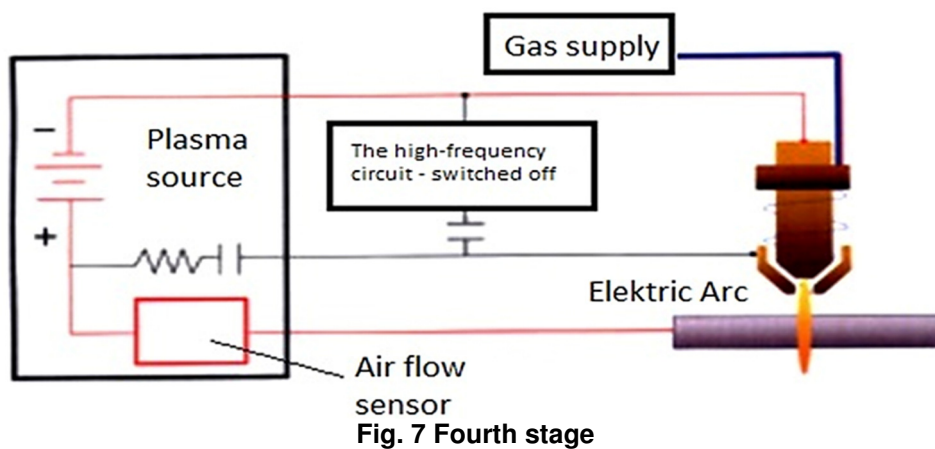 Gas supply
−
Plasma
source
The high-frequency
circuit - switched off
+
Elektric Arc
Air flow
sensor
Fig. 7 Fourth stage